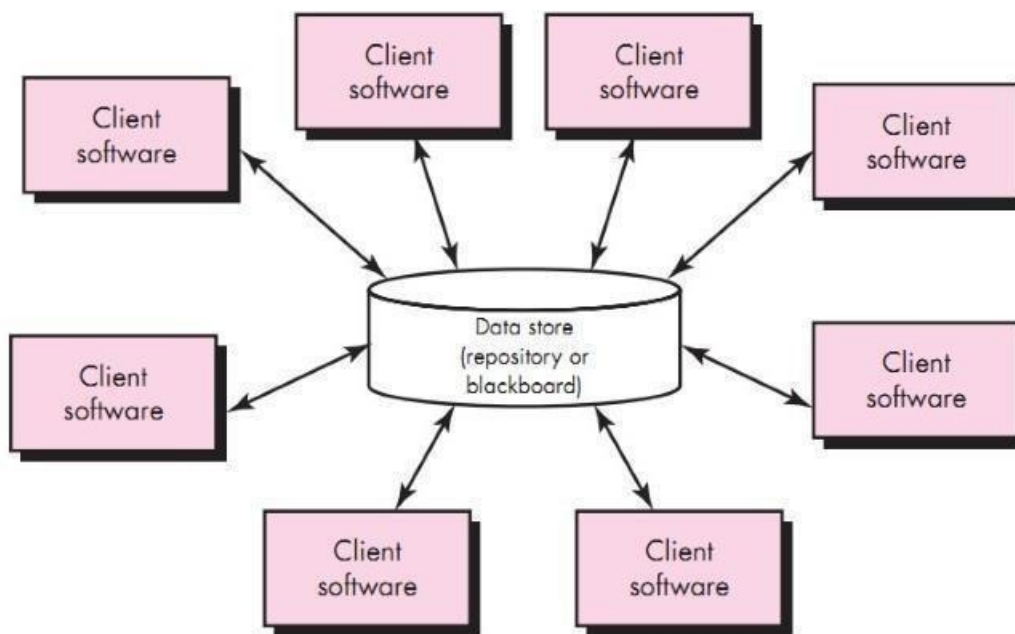 Client
software
Client
software
Client
software
Client
software
Data store
(repository or
blackboard)
Client
software
Client
software
Client
software
Client
software